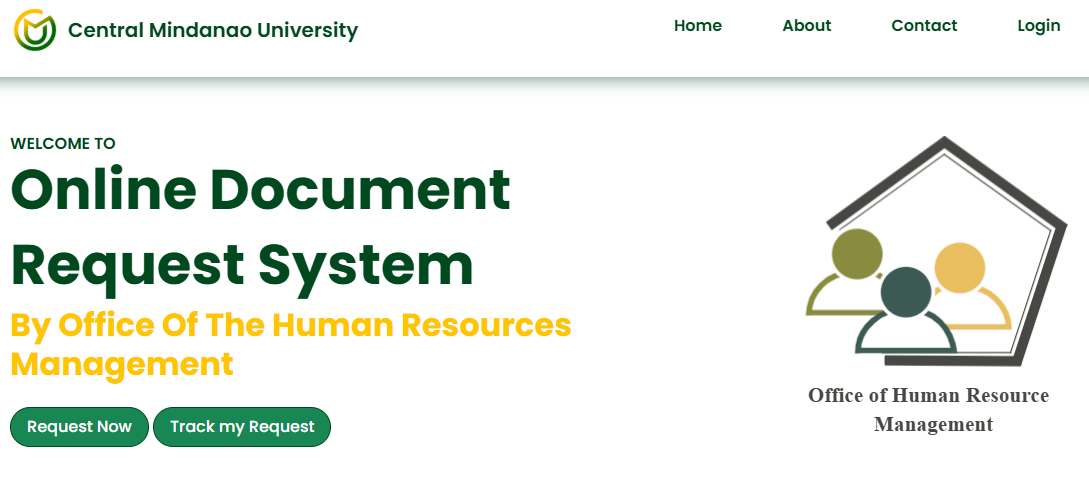 Central Mindanao University
Home
About
Contact
Login
WELCOME TO
Online Document
Request System
By Office Of The Human Resources
Management
Request Now
Track my Request
Office of Human Resource
Management